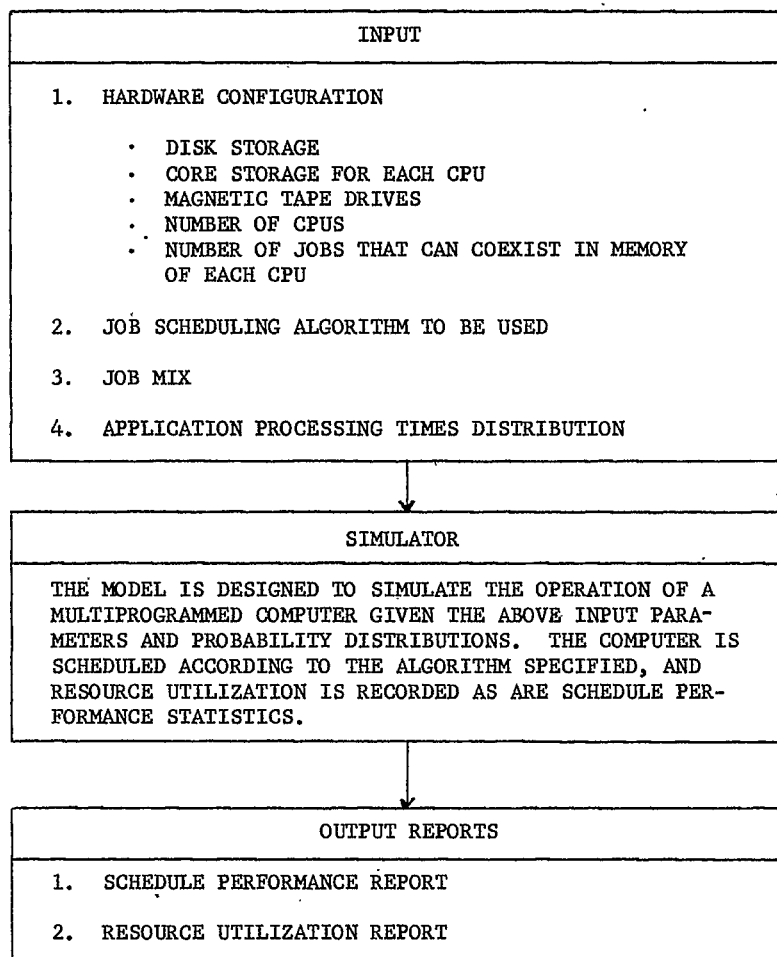 INPUT
1. HARDWARE CONFIGURATION
· DISK STORAGE
· CORE STORAGE FOR EACH CPU
· MAGNETIC TAPE DRIVES
· NUMBER OF CPUS
· NUMBER OF JOBS THAT CAN COEXIST IN MEMORY
OF EACH CPU
2. JOB SCHEDULING ALGORITHM TO BE USED
3. JOB MIX
4. APPLICATION PROCESSING TIMES DISTRIBUTION
SIMULATOR
THE MODEL IS DESIGNED TO SIMULATE THE OPERATION OF A
MULTIPROGRAMMED COMPUTER GIVEN THE ABOVE INPUT PARA-
METERS AND PROBABILITY DISTRIBUTIONS. THE COMPUTER IS
SCHEDULED ACCORDING TO THE ALGORITHM SPECIFIED, AND
RESOURCE UTILIZATION IS RECORDED AS ARE SCHEDULE PER-
FORMANCE STATISTICS.
OUTPUT REPORTS
1. SCHEDULE PERFORMANCE REPORT
2. RESOURCE UTILIZATION REPORT